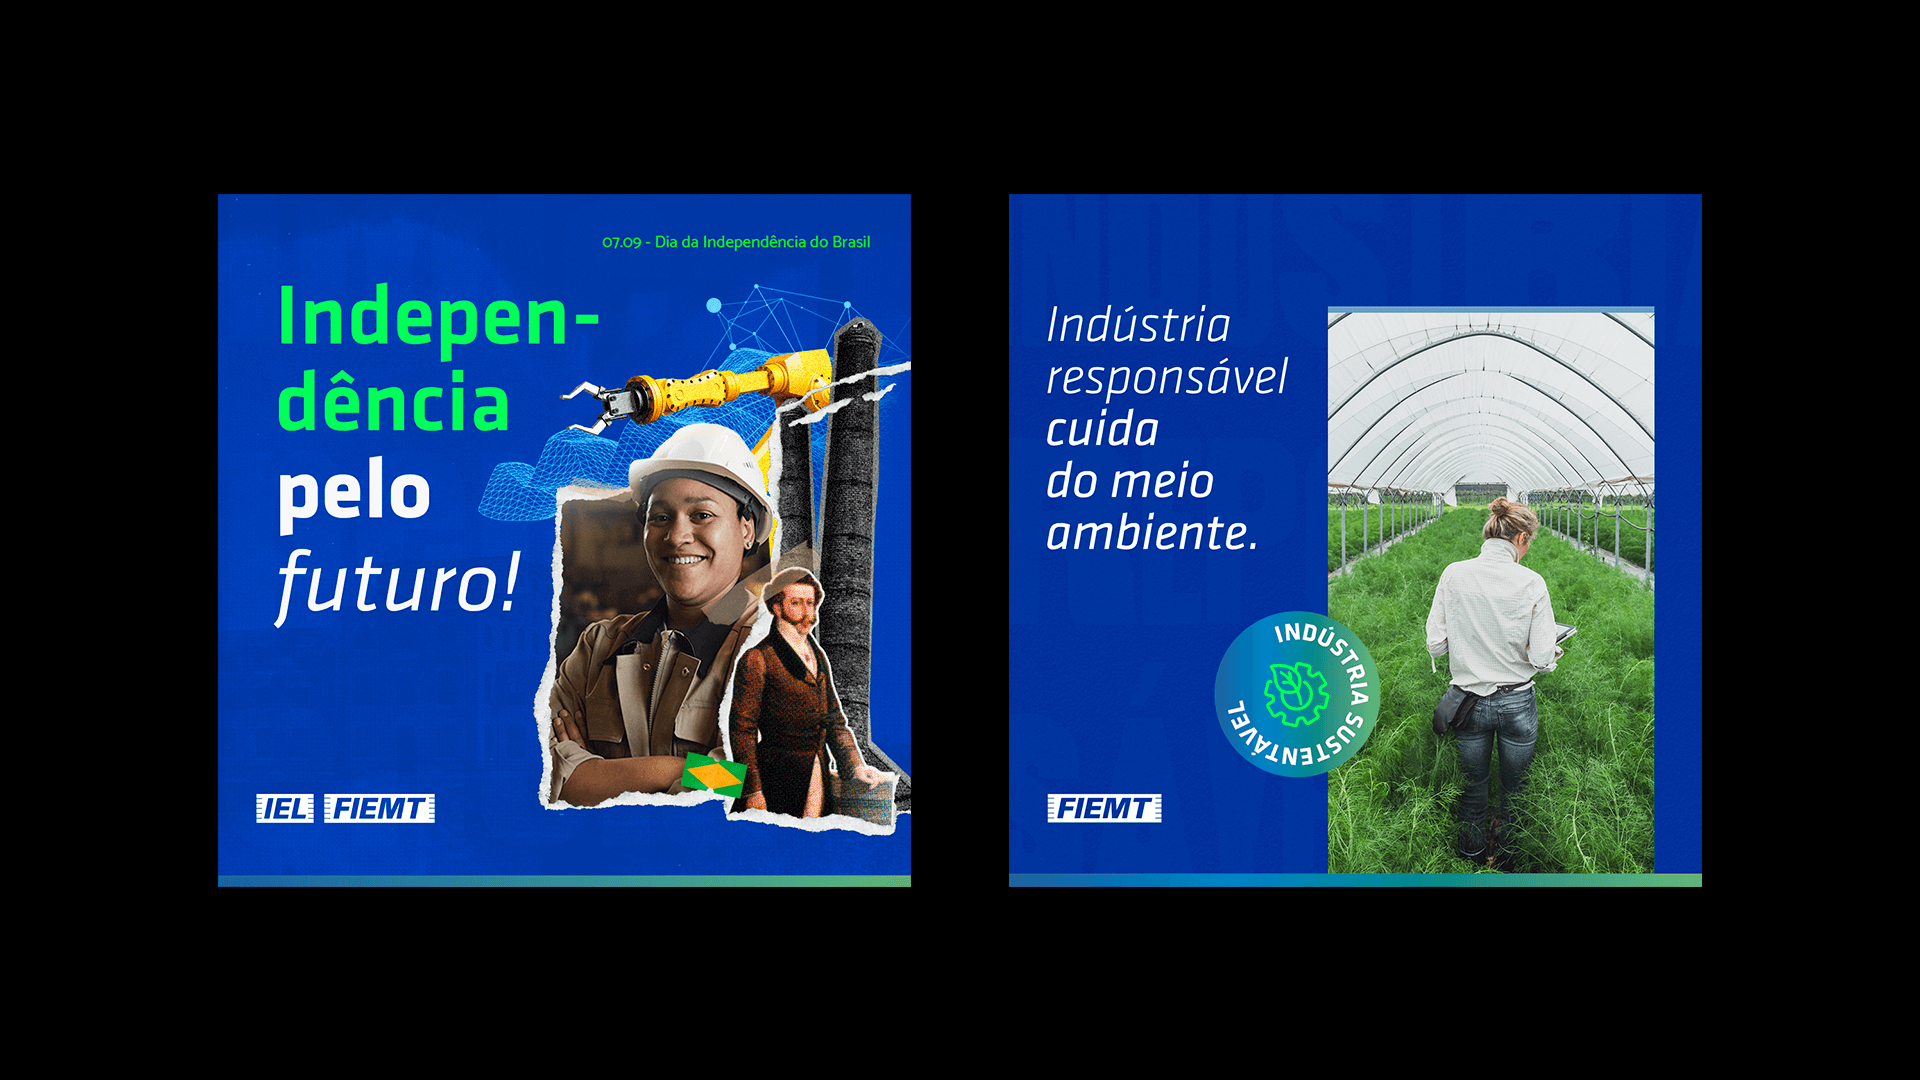 07.09 - Dia da Independência do Brasil
Indepen-
dência
pelo
futuro!
IEL FIEMT
Indústria
responsável
cuida
do meio
ambiente.
INDÚSTRIA SUSTENTÁVEL
FIEMT